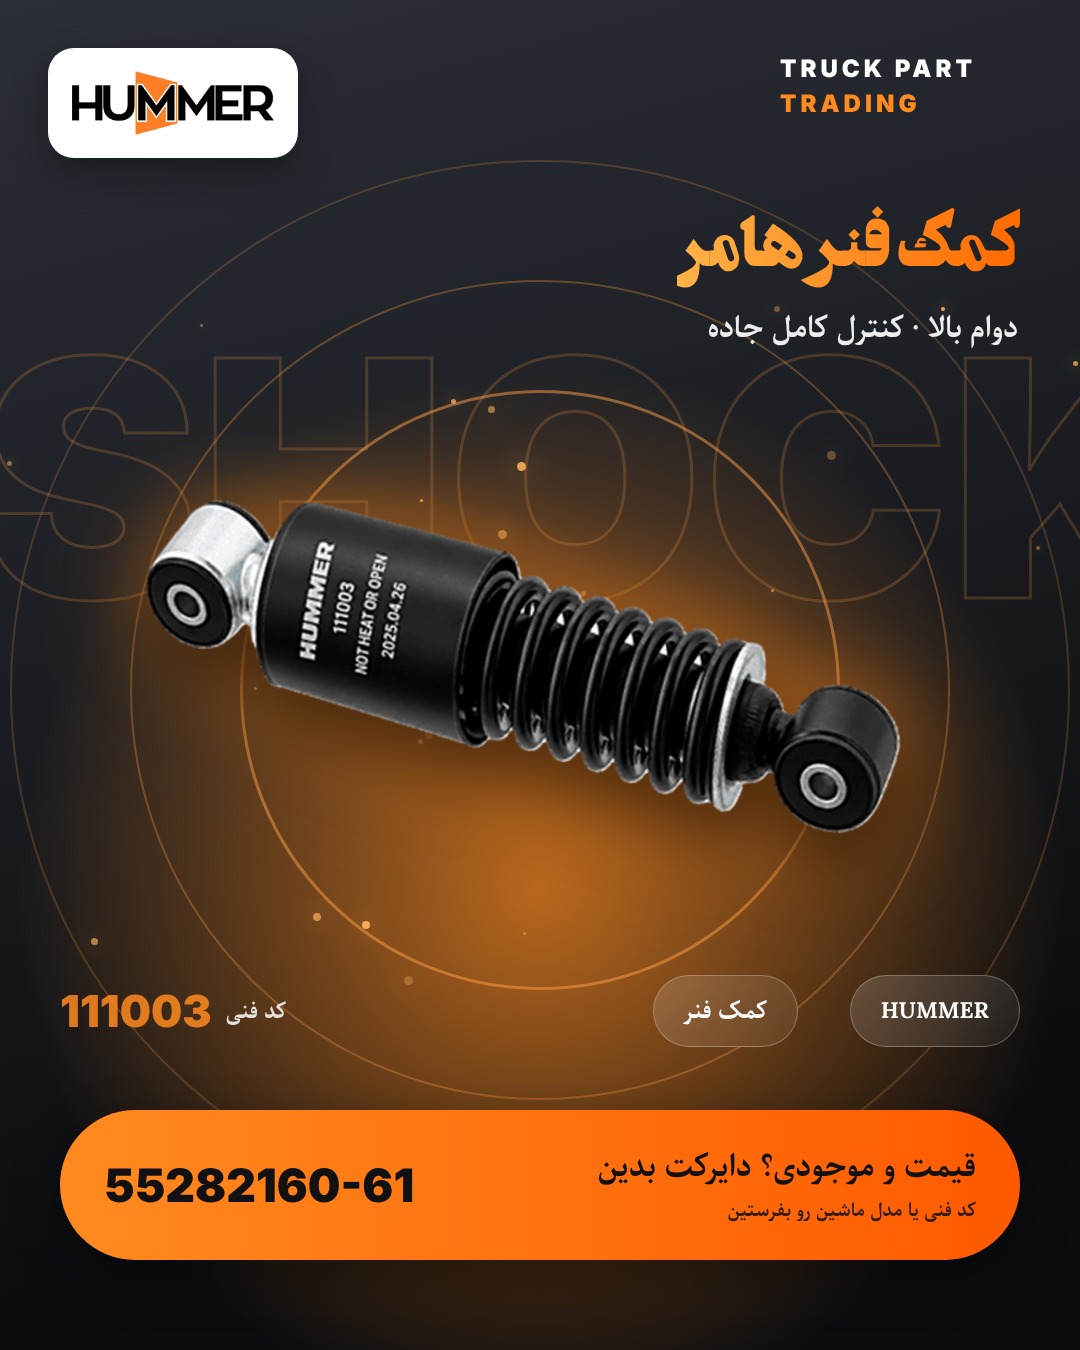 HUMMER
TRUCK PART
TRADING
کمک فنر هامر
دوام بالا · کنترل کامل جاده
SHOCK
HUMMER
111003
NOT HEAT OR OPEN
2025.04.26
HUMMER
کمک فنر
کد فنی 111003
قیمت و موجودی؟ دایرکت بدین
کد فنی یا مدل ماشین رو بفرستین
55282160-61